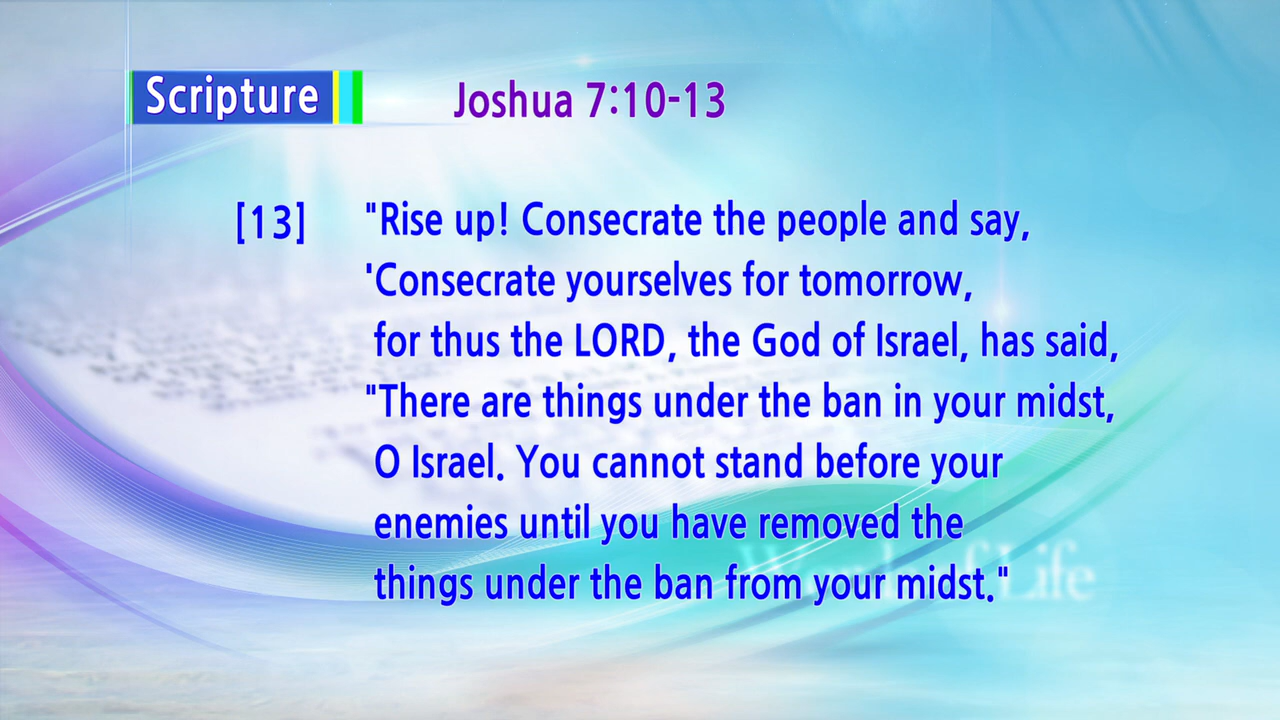 Scripture
Joshua 7:10-13
[13] "Rise up! Consecrate the people and say,
'Consecrate yourselves for tomorrow,
for thus the LORD, the God of Israel, has said,
"There are things under the ban in your midst,
O Israel. You cannot stand before your
enemies until you have removed the
things under the ban from your midst."
Life